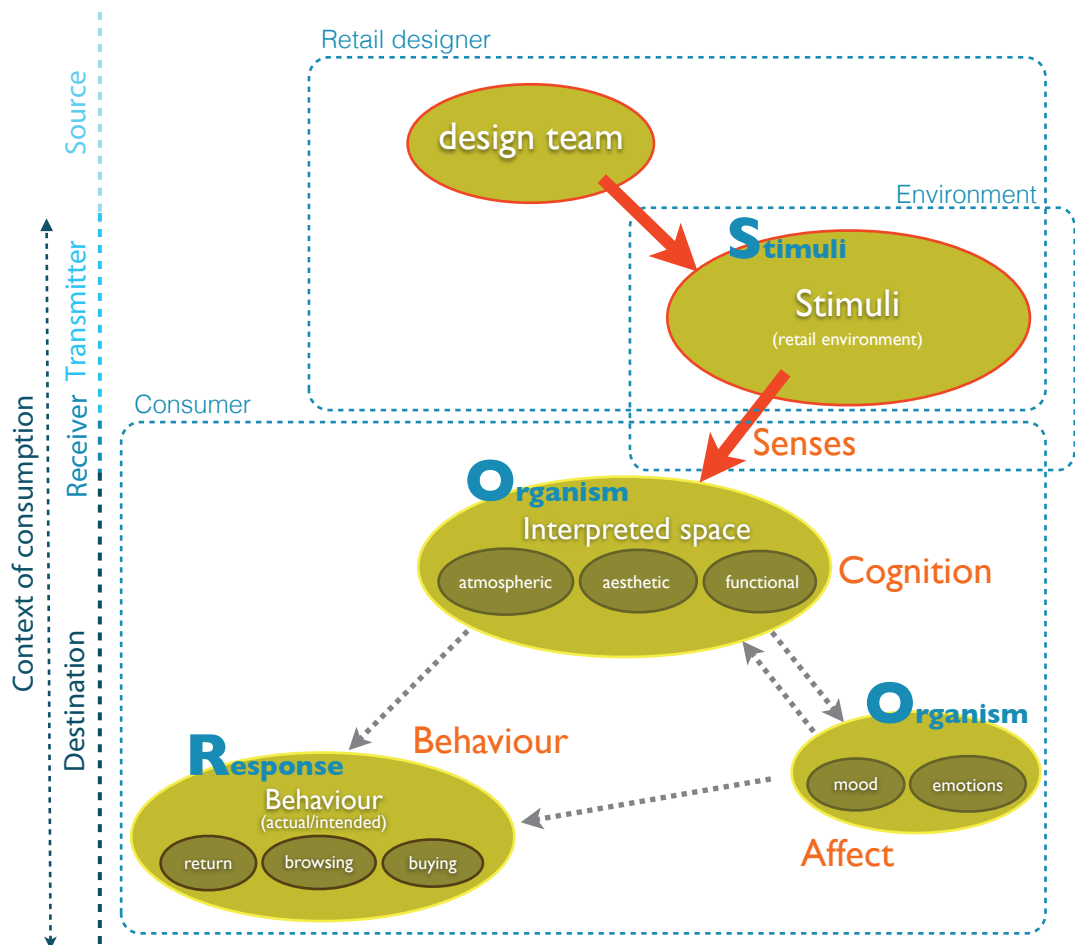 Retail designer
Source
design team
Environment
Stimuli
Stimuli
(retail environment)
Transmitter
Context of consumption
Receiver
Consumer
Senses
Organism
Interpreted space
atmospheric
aesthetic
functional
Cognition
Destination
Organism
mood
emotions
Affect
Behaviour
Response
Behaviour
(actual/intended)
return
browsing
buying